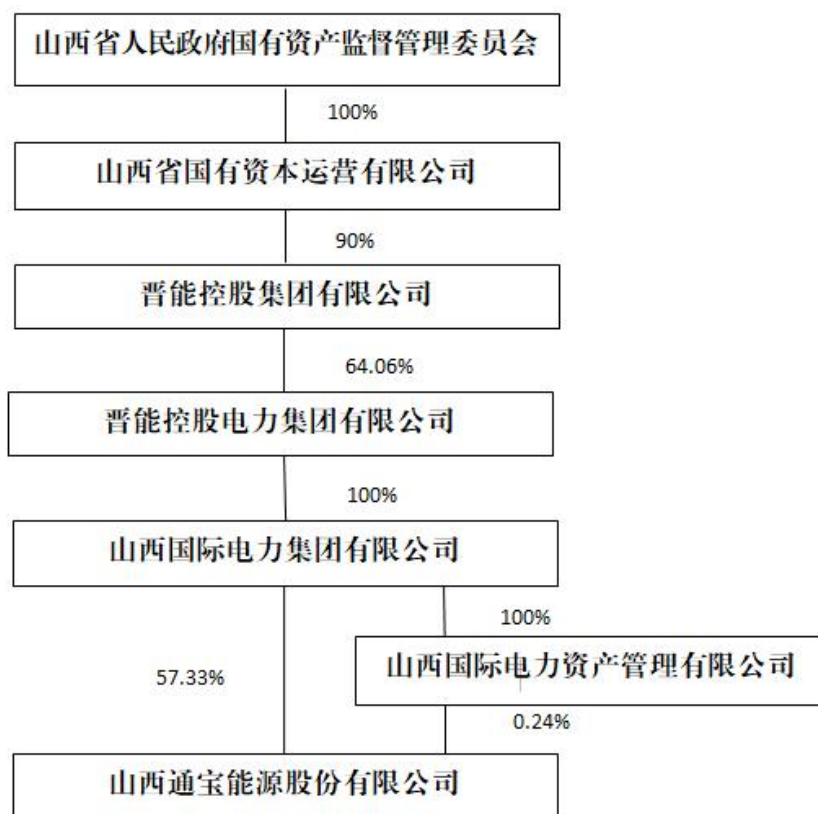 山西省人民政府国有资产监督管理委员会
100%
山西省国有资本运营有限公司
90%
晋能控股集团有限公司
64.06%
晋能控股电力集团有限公司
100%
山西国际电力集团有限公司
100%
57.33%
山西国际电力资产管理有限公司
0.24%
山西通宝能源股份有限公司